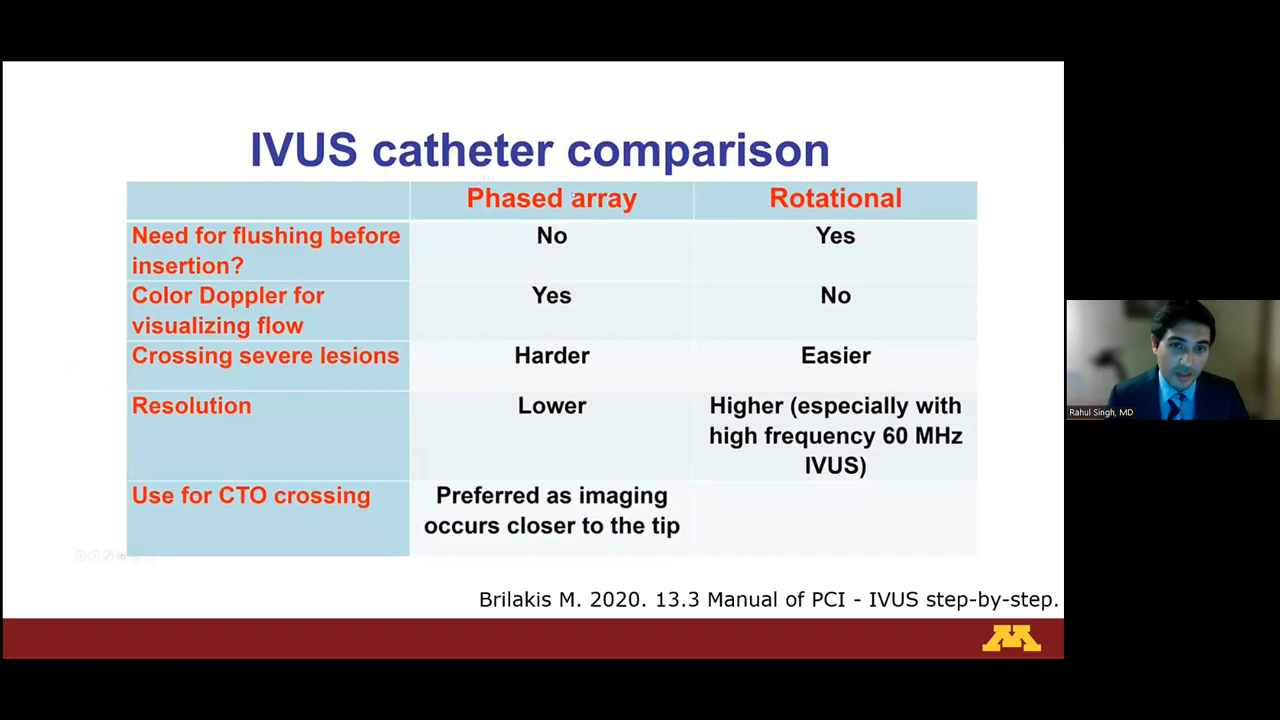 IVUS catheter comparison
Phased array Rotational
Need for flushing before
insertion?
No
Yes
Color Doppler for
visualizing flow
Yes
No
Crossing severe lesions
Harder
Easier
Resolution
Lower
Higher (especially with
high frequency 60 MHz
IVUS)
Use for CTO crossing
Preferred as imaging
occurs closer to the tip
Brilakis M. 2020. 13.3 Manual of PCI - IVUS step-by-step.
M
Rahul Singh, MD